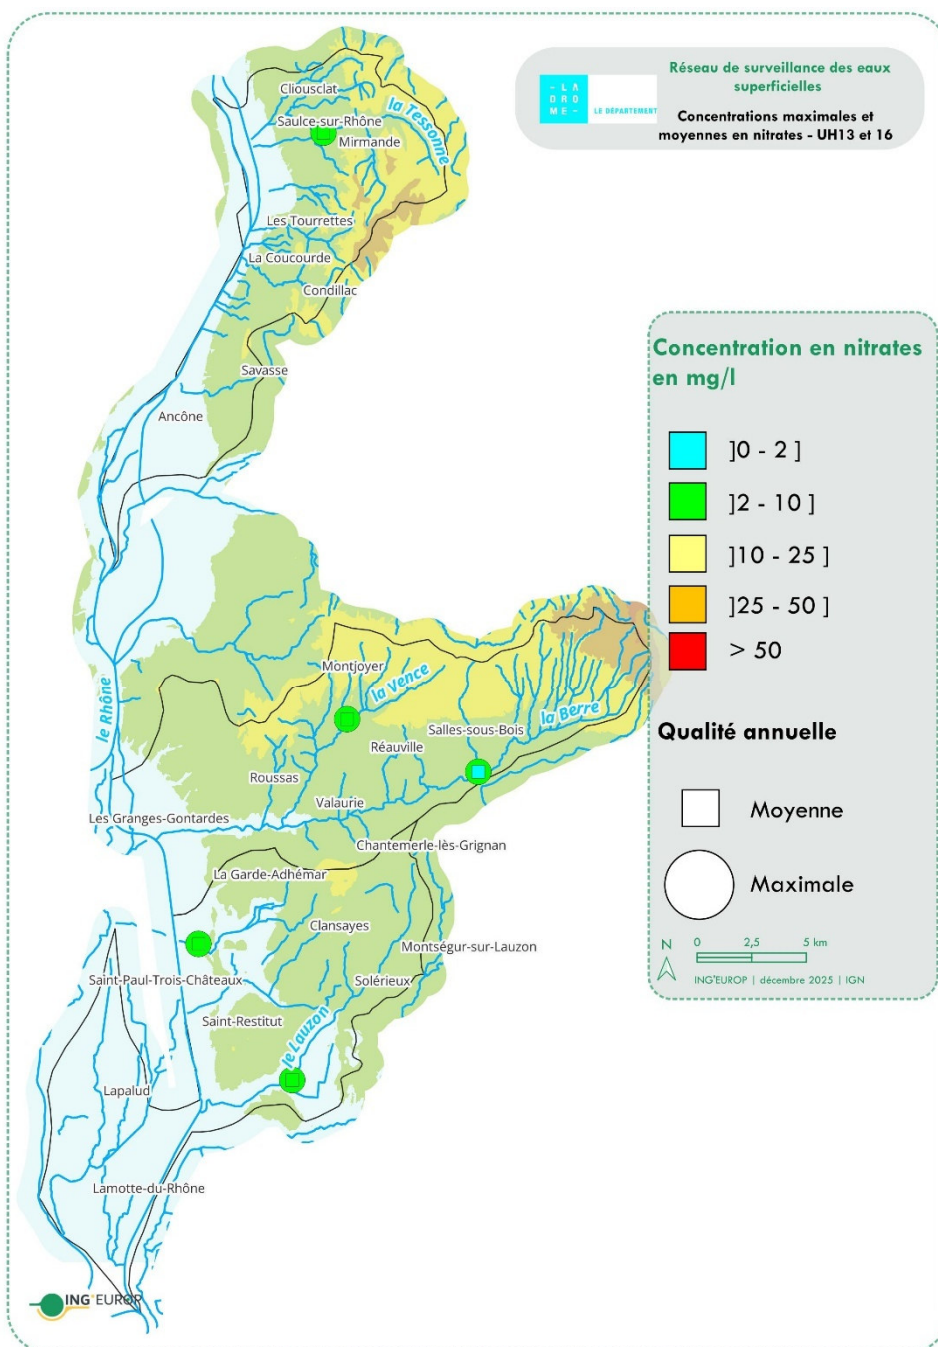 – L A
D R O
M E –
LE DÉPARTEMENT
Réseau de surveillance des eaux
superficielles
Concentrations maximales et
moyennes en nitrates - UH13 et 16
Cliousclat
la Tessonne
Saulce-sur-Rhône
Mirmande
Les Tourrettes
La Coucourde
Condillac
Savasse
Ancône
le Rhône
Montjoyer
la Vence
la Berre
Salles-sous-Bois
Réauville
Roussas
Valaurie
Les Granges-Gontardes
Chantemerle-lès-Grignan
La Garde-Adhémar
Clansayes
Montségur-sur-Lauzon
Saint-Paul-Trois-Châteaux
Solérieux
Saint-Restitut
le Lauzon
Lapalud
Lamotte-du-Rhône
ING'EUROP
Concentration en nitrates
en mg/l
]0 - 2 ]
]2 - 10 ]
]10 - 25 ]
]25 - 50 ]
> 50
Qualité annuelle
Moyenne
Maximale
N
0 2,5 5 km
ING'EUROP | décembre 2025 | IGN